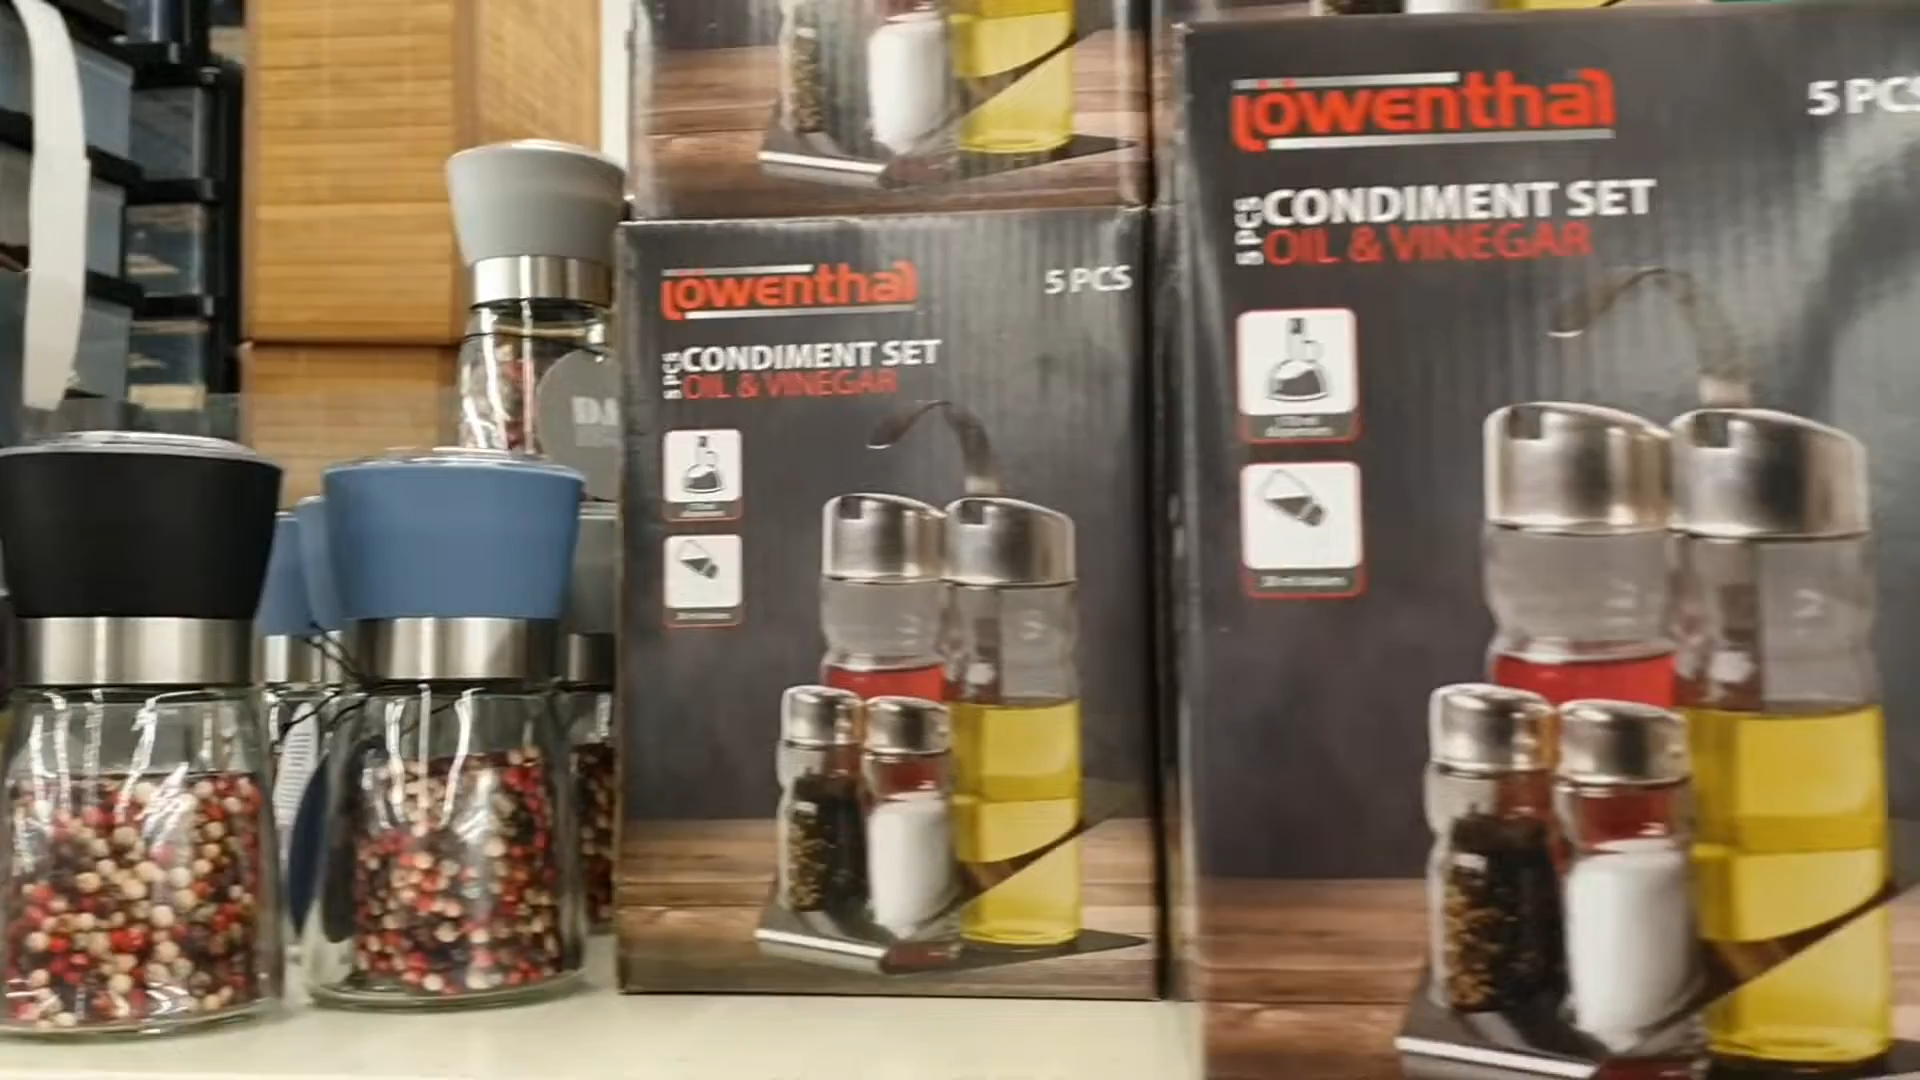 löwenthal
5 PCS
5 PCS
CONDIMENT SET
OIL & VINEGAR
löwenthal
5 PCS
5 PCS
CONDIMENT SET
OIL & VINEGAR